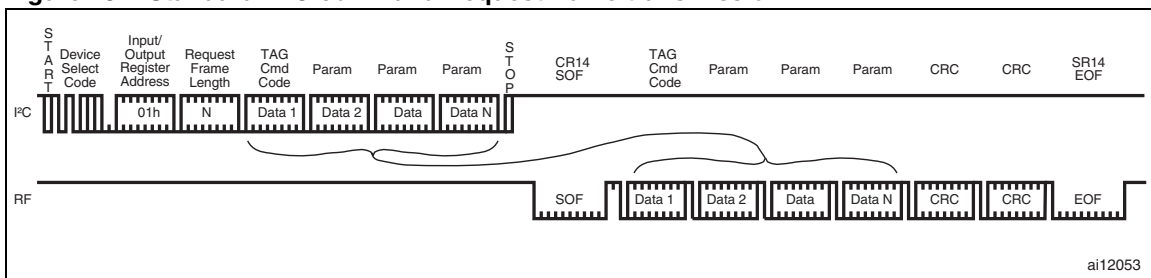 START
Device Select Code
Input/ Output Register Address
Request Frame Length
TAG Cmd Code
Param
Param
Param
STOP
CR14 SOF
TAG Cmd Code
Param
Param
Param
CRC
CRC
SR14 EOF
I²C
01h
N
Data 1
Data 2
Data
Data N
RF
SOF
Data 1
Data 2
Data
Data N
CRC
CRC
EOF
ai12053